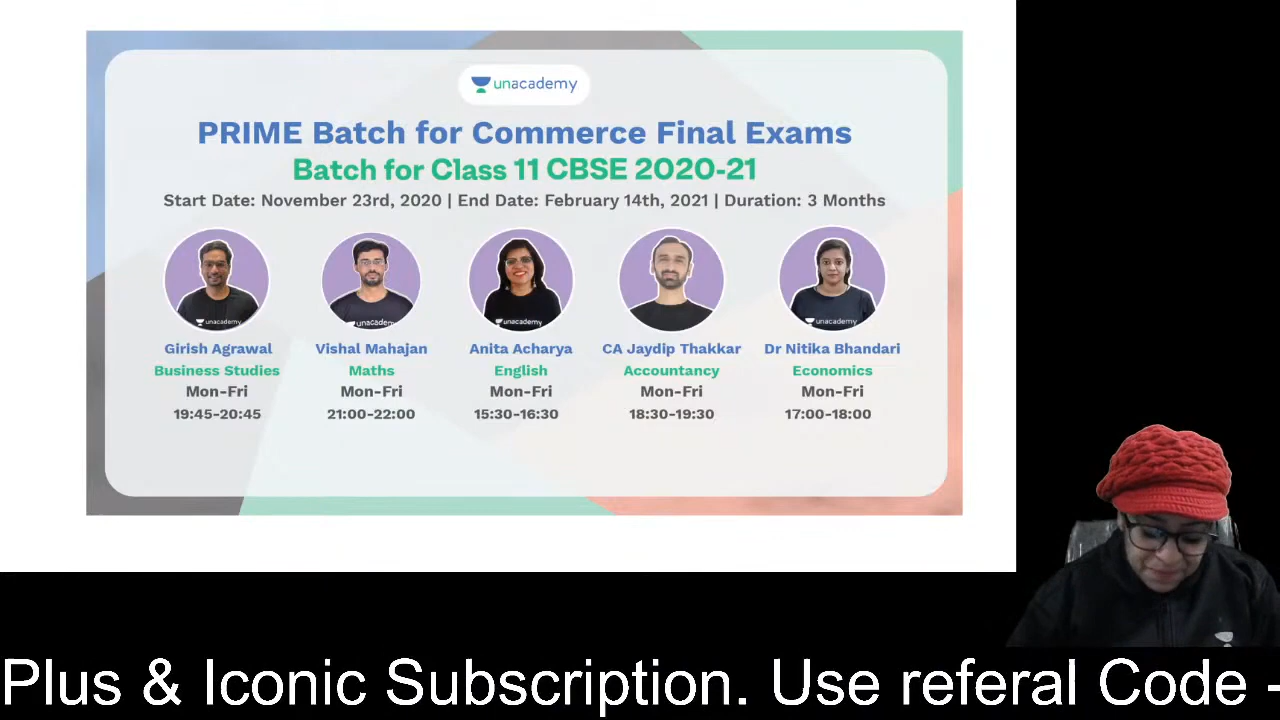 unacademy
PRIME Batch for Commerce Final Exams
Batch for Class 11 CBSE 2020-21
Start Date: November 23rd, 2020 | End Date: February 14th, 2021 | Duration: 3 Months
unacademy
unacademy
unacademy
unacademy
Girish Agrawal
Vishal Mahajan
Anita Acharya
CA Jaydip Thakkar
Dr Nitika Bhandari
Business Studies
Maths
English
Accountancy
Economics
Mon-Fri
Mon-Fri
Mon-Fri
Mon-Fri
Mon-Fri
19:45-20:45
21:00-22:00
15:30-16:30
18:30-19:30
17:00-18:00
Plus & Iconic Subscription. Use referal Code -